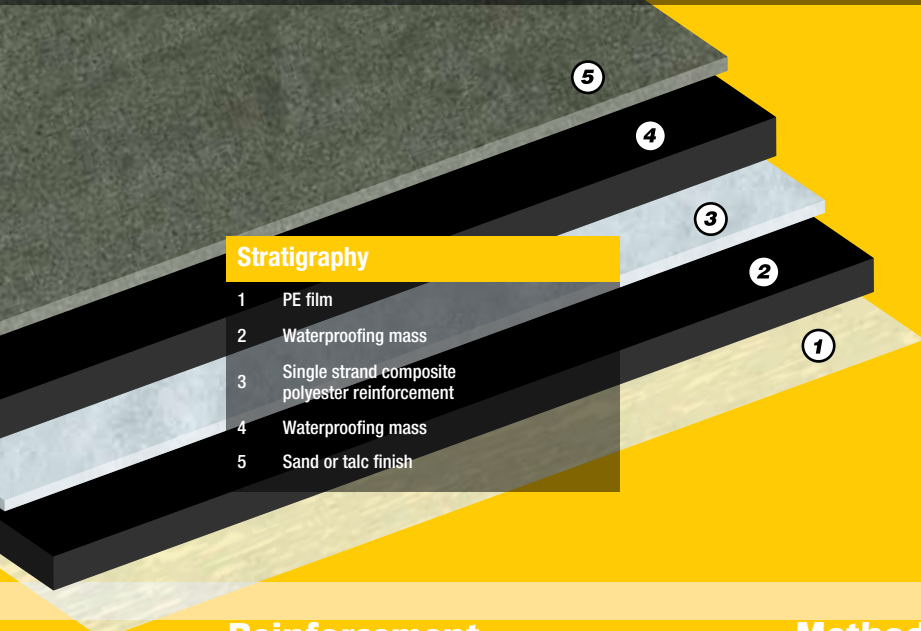 5
4
3
2
1
Stratigraphy
1 PE film
2 Waterproofing mass
3 Single strand composite
polyester reinforcement
4 Waterproofing mass
5 Sand or talc finish
Reinforcement